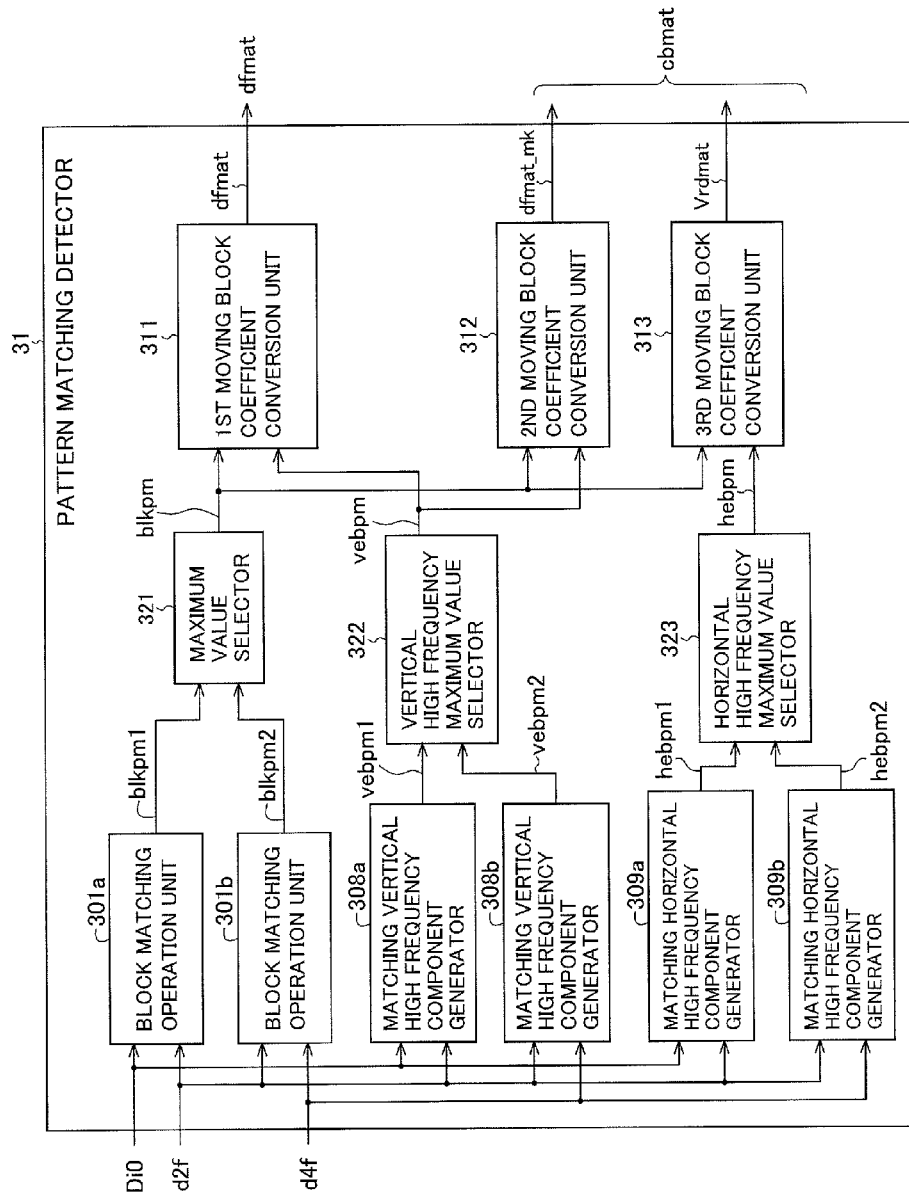 31
PATTERN MATCHING DETECTOR
Di0
d2f
d4f
301a
BLOCK MATCHING
OPERATION UNIT
blkpm1
301b
BLOCK MATCHING
OPERATION UNIT
blkpm2
308a
MATCHING VERTICAL
HIGH FREQUENCY
COMPONENT
GENERATOR
vebpm1
308b
MATCHING VERTICAL
HIGH FREQUENCY
COMPONENT
GENERATOR
vebpm2
309a
MATCHING HORIZONTAL
HIGH FREQUENCY
COMPONENT
GENERATOR
hebpm1
309b
MATCHING HORIZONTAL
HIGH FREQUENCY
COMPONENT
GENERATOR
hebpm2
321
MAXIMUM
VALUE
SELECTOR
blkpm
322
VERTICAL
HIGH FREQUENCY
MAXIMUM VALUE
SELECTOR
vebpm
323
HORIZONTAL
HIGH FREQUENCY
MAXIMUM VALUE
SELECTOR
hebpm
311
1ST MOVING BLOCK
COEFFICIENT
CONVERSION UNIT
dfmat
dfmat
312
2ND MOVING BLOCK
COEFFICIENT
CONVERSION UNIT
dfmat_mk
313
3RD MOVING BLOCK
COEFFICIENT
CONVERSION UNIT
Vrdmat
cbmat